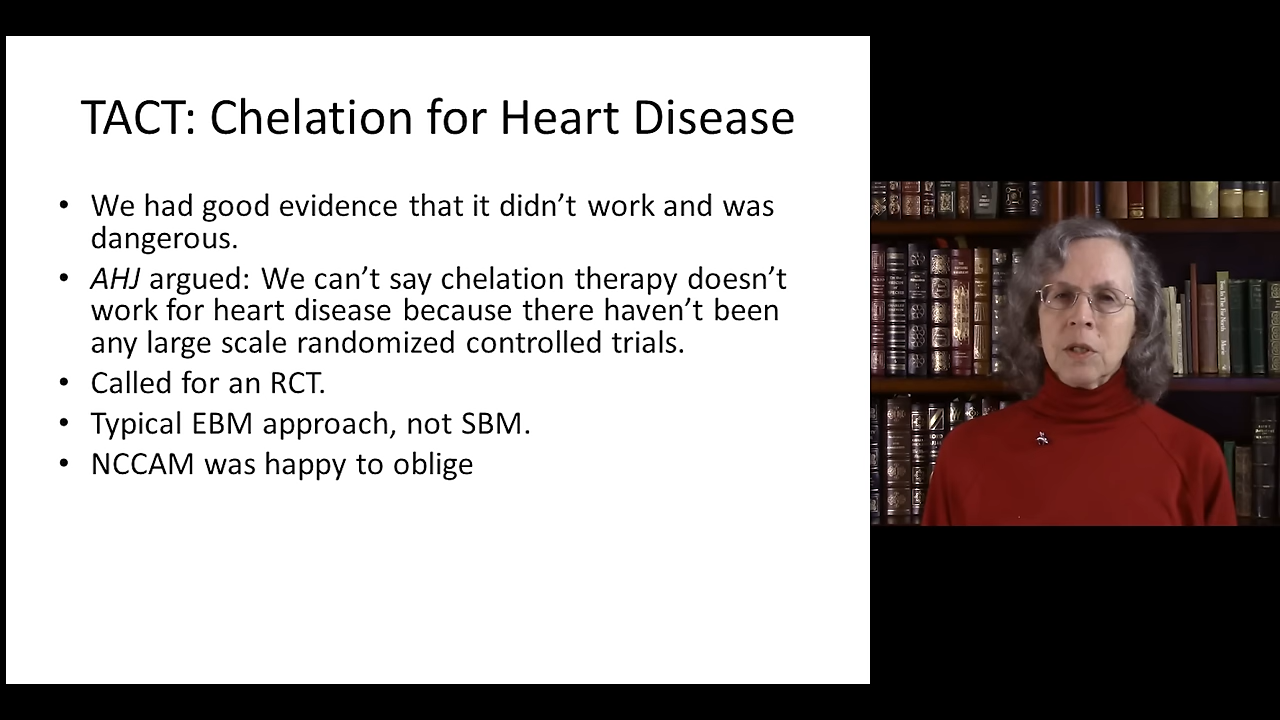 TACT: Chelation for Heart Disease
• We had good evidence that it didn’t work and was
dangerous.
• AHJ argued: We can’t say chelation therapy doesn’t
work for heart disease because there haven’t been
any large scale randomized controlled trials.
• Called for an RCT.
• Typical EBM approach, not SBM.
• NCCAM was happy to oblige